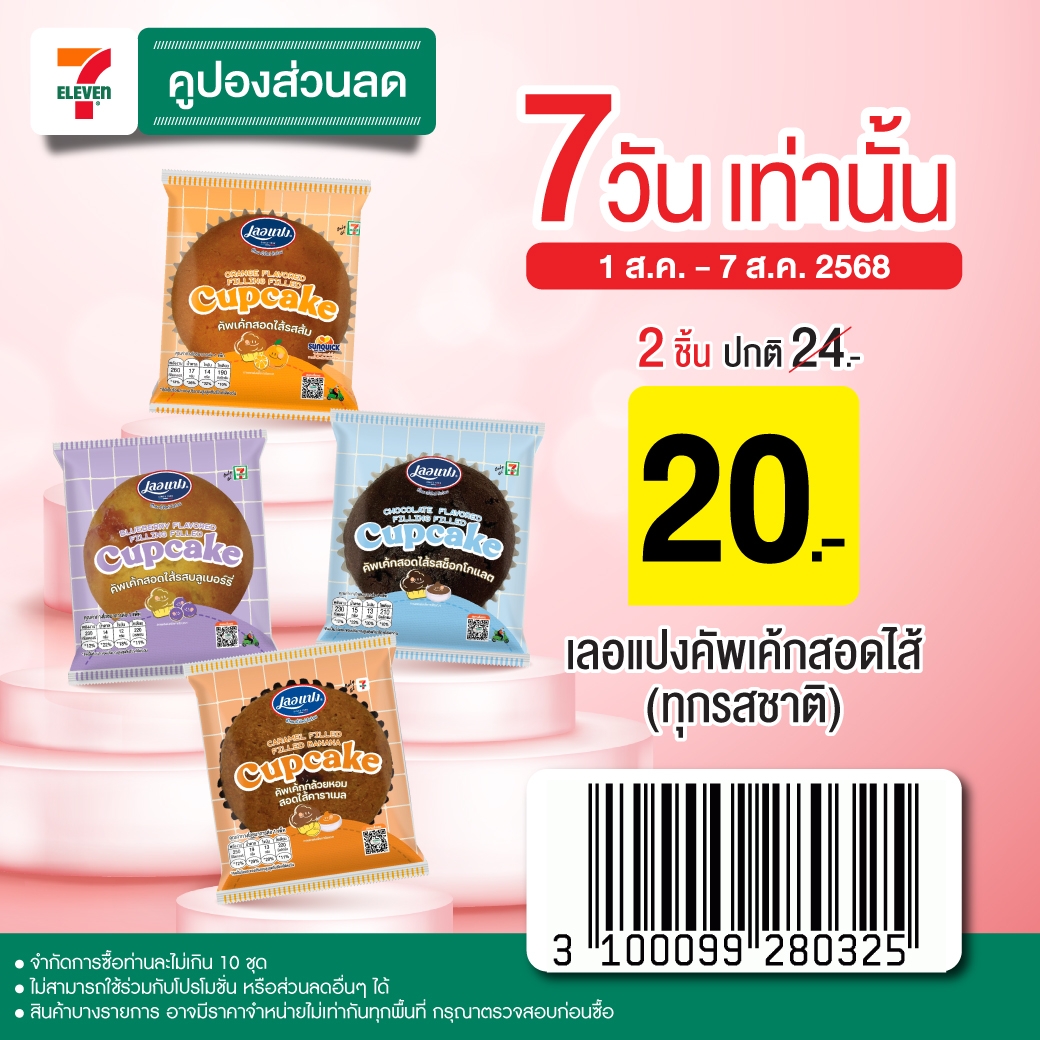 7
ELEVEN
คูปองส่วนลด
7 วัน เท่านั้น
1 ส.ค. - 7 ส.ค. 2568
2 ชิ้น ปกติ 24.-
20.-
เลอแปงคัพเค้กสอดไส้
(ทุกรสชาติ)
เลอแปง
ORANGE FLAVORED
FILLING FILLED
Cupcake
คัพเค้กสอดไส้รสส้ม
SUNQUICK
เลอแปง
BLUEBERRY FLAVORED
FILLING FILLED
Cupcake
คัพเค้กสอดไส้รสบลูเบอร์รี่
เลอแปง
CHOCOLATE FLAVORED
FILLING FILLED
Cupcake
คัพเค้กสอดไส้รสช็อกโกแลต
เลอแปง
CARAMEL FILLED
FILLED BANANA
Cupcake
คัพเค้กกล้วยหอม
สอดไส้คาราเมล
3 100099 280325
• จำกัดการซื้อท่านละไม่เกิน 10 ชุด
• ไม่สามารถใช้ร่วมกับโปรโมชั่น หรือส่วนลดอื่นๆ ได้
• สินค้าบางรายการ อาจมีราคาจำหน่ายไม่เท่ากันทุกพื้นที่ กรุณาตรวจสอบก่อนซื้อ